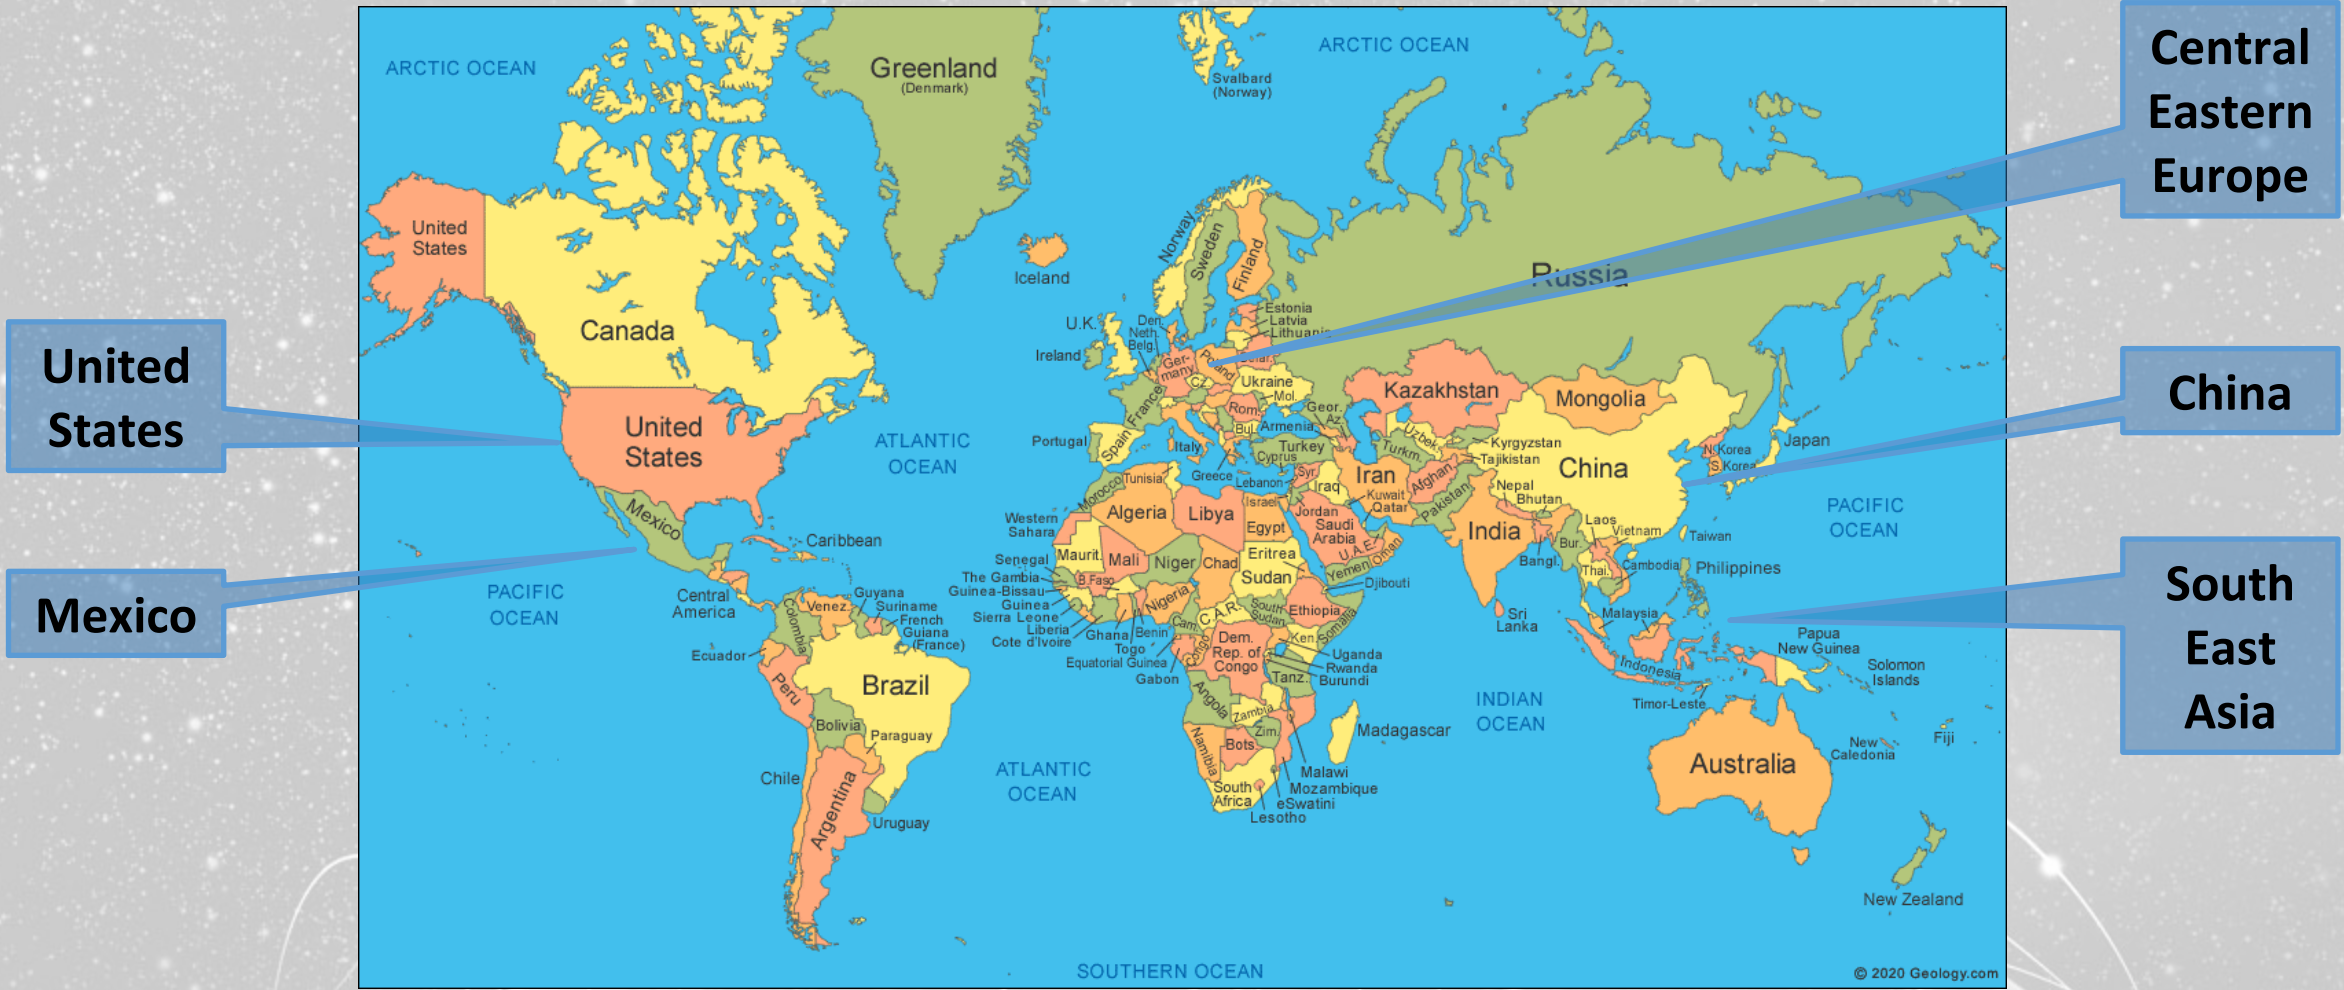 Central
Eastern
Europe
United
States
China
Mexico
South
East
Asia
ARCTIC OCEAN
ARCTIC OCEAN
Greenland
(Denmark)
Svalbard
(Norway)
United
States
Canada
Iceland
Norway
Sweden
Finland
Russia
Estonia
Latvia
Lithuania
U.K.
Ireland
Den.
Neth.
Belg.
Ger-
many
Poland
Belar.
Cz.
Ukraine
Mol.
France
Rom.
Bul.
Geor.
Az.
Armenia
Kazakhstan
Mongolia
United
States
ATLANTIC
OCEAN
Portugal
Spain
Italy
Greece
Turkey
Cyprus
Lebanon
Syr.
Israel
Iraq
Iran
Uzbek.
Turkm.
Kyrgyzstan
Tajikistan
Afghan.
Pakistan
China
N. Korea
S. Korea
Japan
Mexico
Caribbean
Central
America
PACIFIC
OCEAN
PACIFIC
OCEAN
Morocco
Tunisia
Algeria
Libya
Egypt
Western
Sahara
Jordan
Saudi
Arabia
Kuwait
Qatar
U.A.E.
Oman
Yemen
Djibouti
Nepal
Bhutan
India
Bangl.
Bur.
Laos
Vietnam
Thai.
Cambodia
Taiwan
Philippines
Malaysia
Sri
Lanka
Indonesia
Timor-Leste
Papua
New Guinea
Solomon
Islands
Maurit.
Mali
Niger
Chad
Sudan
Eritrea
Senegal
The Gambia
Guinea-Bissau
Guinea
Sierra Leone
Liberia
Cote d'Ivoire
B.Faso
Ghana
Togo
Benin
Nigeria
Cam.
C.A.R.
South
Sudan
Ethiopia
Somalia
Equatorial Guinea
Gabon
Congo
Dem.
Rep. of
Congo
Ken.
Uganda
Rwanda
Burundi
Tanz.
Angola
Zambia
Zim.
Namibia
Bots.
South
Africa
Malawi
Mozambique
eSwatini
Lesotho
Madagascar
Venez.
Guyana
Suriname
French
Guiana
(France)
Colombia
Ecuador
Peru
Brazil
Bolivia
Paraguay
Chile
Argentina
Uruguay
ATLANTIC
OCEAN
INDIAN
OCEAN
Australia
New
Caledonia
Fiji
New Zealand
SOUTHERN OCEAN
© 2020 Geology.com